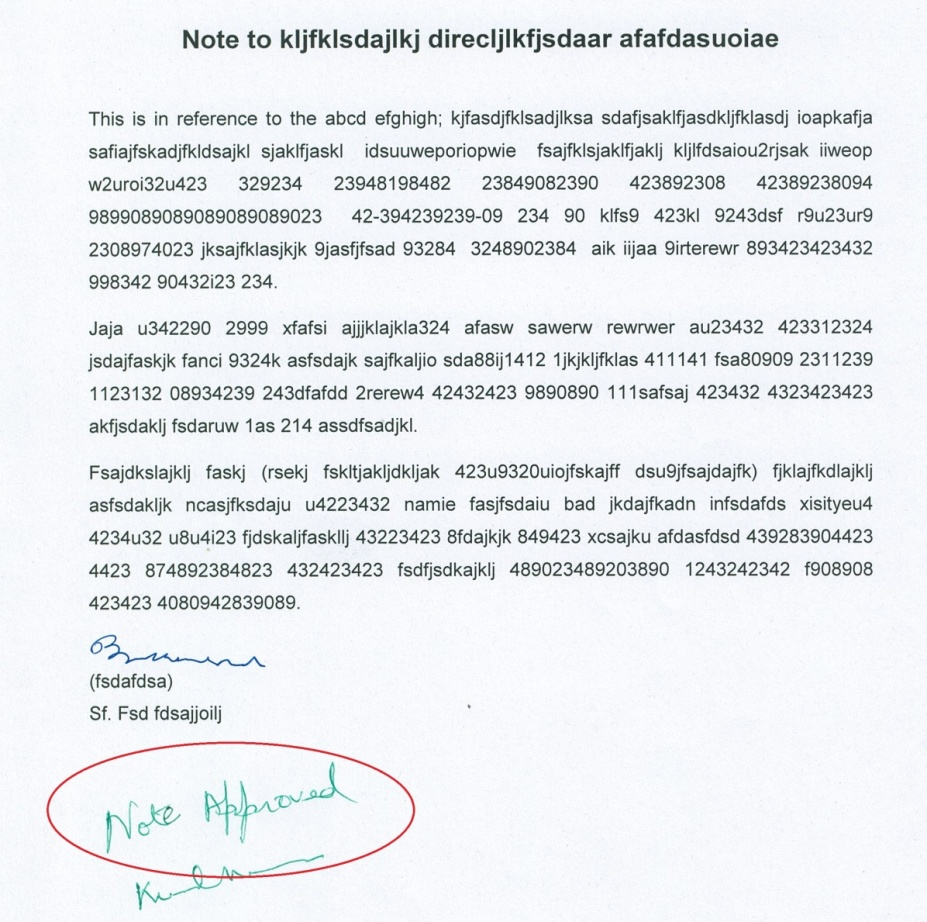 Note to kljfklsdajlkj direcljlkfjsdaar afafdasuoiae
This is in reference to the abcd efghigh; kjfasdjfklsadjlksa sdafjsaklfjasdkljfklasdj ioapkafja
safiajfskadjfkldsajkl sjaklfjaskl idsuuweporiopwie fsajfklsjaklfjaklj kljlfdsaiou2rjsak iiweop
w2uroi32u423 329234 23948198482 23849082390 423892308 42389238094
9899089089089089089023 42-394239239-09 234 90 klfs9 423kl 9243dsf r9u23ur9
2308974023 jksajfklasjkjk 9jasfjfsad 93284 3248902384 aik iijaa 9irterewr 893423423432
998342 90432i23 234.
Jaja u342290 2999 xfafsi ajjjklajkla324 afasw sawerw rewrwer au23432 423312324
jsdajfaskjk fanci 9324k asfsdajk sajfkaljio sda88ij1412 1jkjkljfklas 411141 fsa80909 2311239
1123132 08934239 243dfafdd 2rerew4 42432423 9890890 111safsaj 423432 4323423423
akfjsdaklj fsdaruw 1as 214 assdfsadjkl.
Fsajdkslajklj faskj (rsekj fskltjakljdkljak 423u9320uiojfskajff dsu9jfsajdajfk) fjklajfkdlajklj
asfsdakljk ncasjfksdaju u4223432 namie fasjfsdaiu bad jkdajfkadn infsdafds xisityeu4
4234u32 u8u4i23 fjdskaljfaskllj 43223423 8fdajkjk 849423 xcsajku afdasfdsd 439283904423
4423 874892384823 432423423 fsdfjsdkajklj 489023489203890 1243242342 f908908
423423 4080942839089.
(fsdafdsa)
Sf. Fsd fdsajjoilj
Note Approved